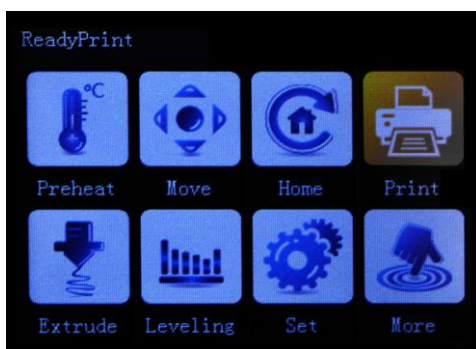 ReadyPrint
°C
Preheat Move Home Print
Extrude Leveling Set More